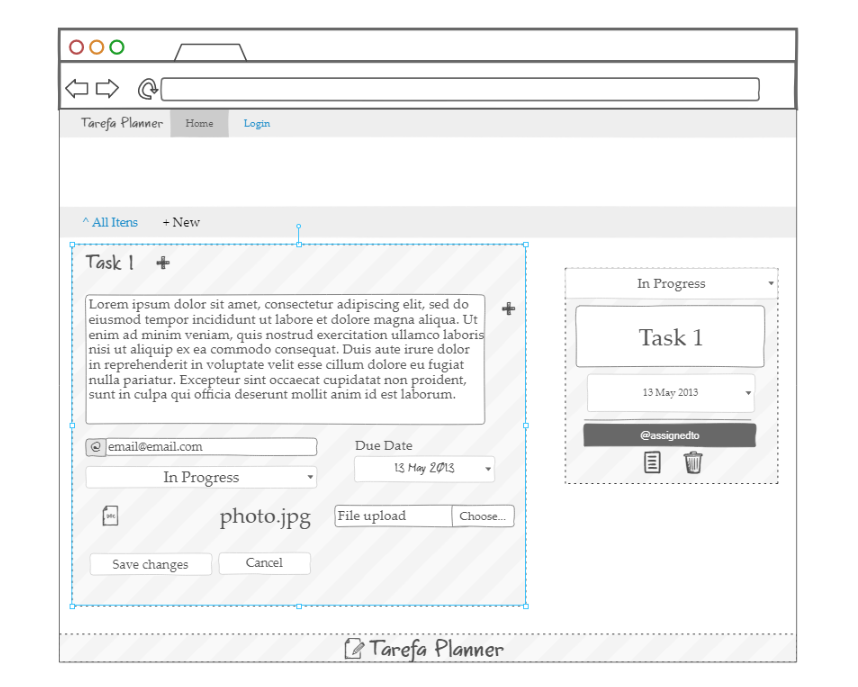 Tarefa Planner Home Login
^ All Itens + New
Task 1 +
Lorem ipsum dolor sit amet, consectetur adipiscing elit, sed do
eiusmod tempor incididunt ut labore et dolore magna aliqua. Ut
enim ad minim veniam, quis nostrud exercitation ullamco laboris
nisi ut aliquip ex ea commodo consequat. Duis aute irure dolor
in reprehenderit in voluptate velit esse cillum dolore eu fugiat
nulla pariatur. Excepteur sint occaecat cupidatat non proident,
sunt in culpa qui officia deserunt mollit anim id est laborum.
@ email@email.com
Due Date
In Progress
13 May 2013
photo.jpg
File upload Choose...
Save changes Cancel
In Progress
Task 1
13 May 2013
@assignedto
Tarefa Planner